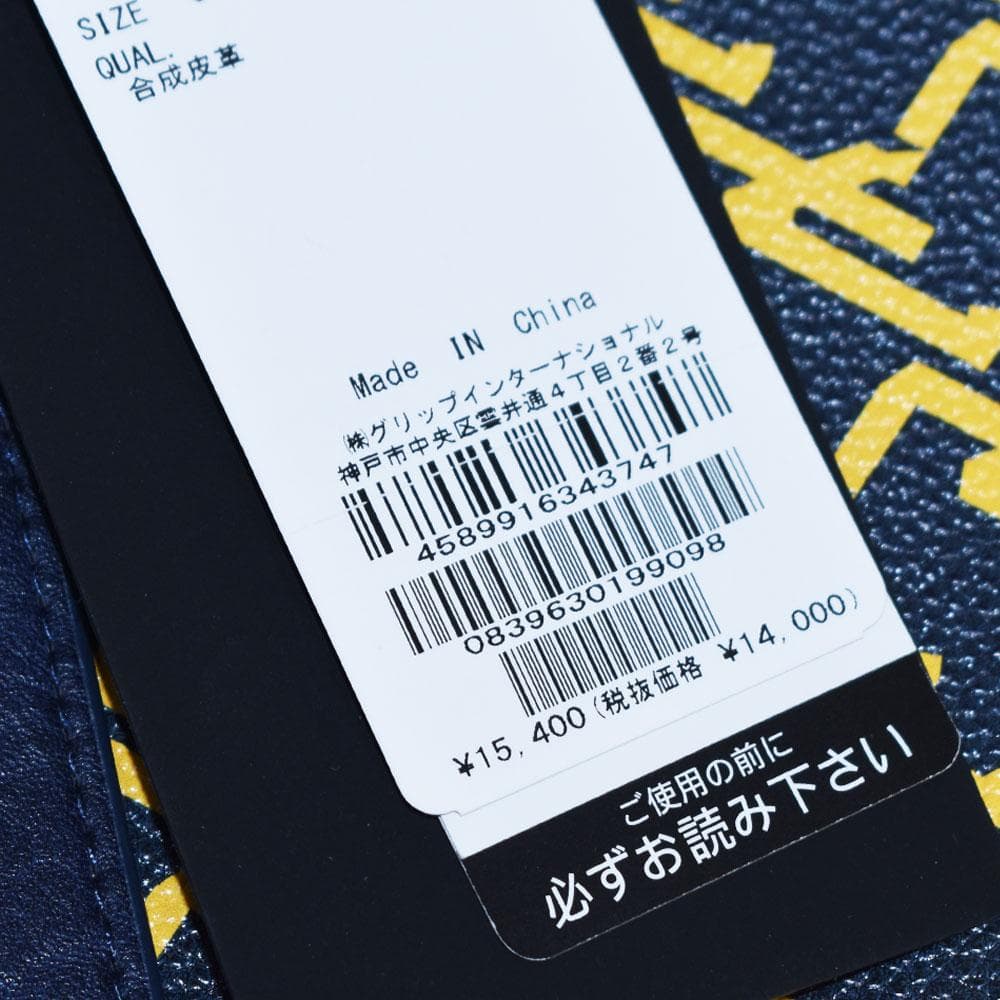 SIZE
QUAL.
合成皮革
Made IN China
㈱グリップインターナショナル
神戸市中央区雲井通4丁目2番2号
4589916343747
0839630199098
¥15,400(税抜価格 ¥14,000)
ご使用の前に
必ずお読み下さい